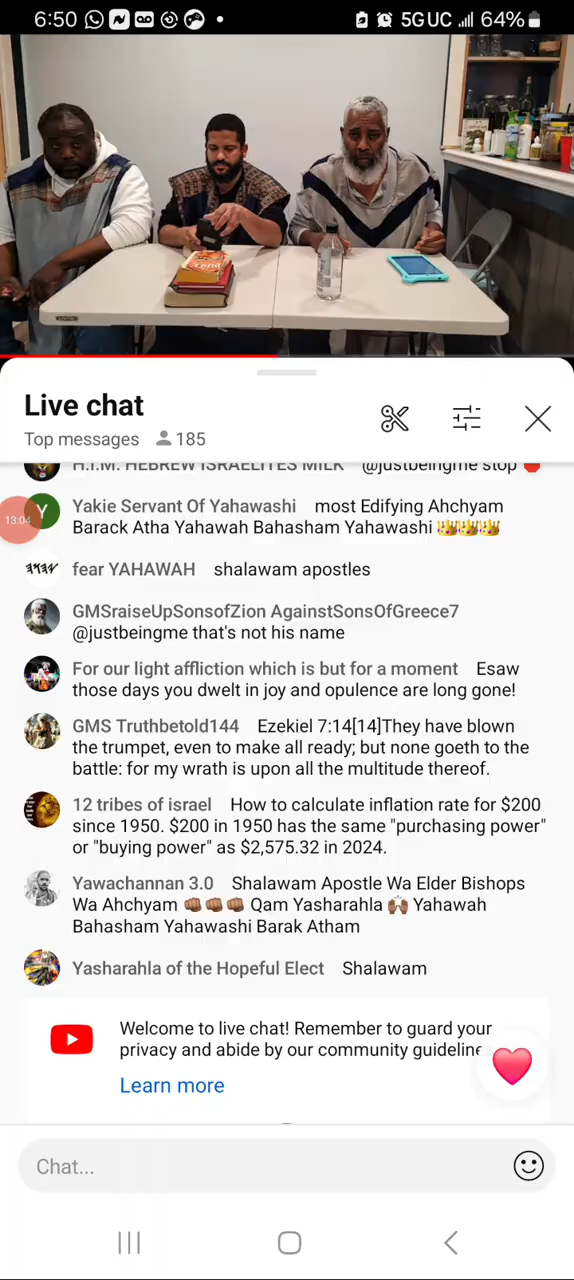 6:50
5G UC
64%
Live chat
Top messages 185
H.I.M. HEBREW ISRAELITES MILK @justbeingme stop 🛑
13:04
Y
Yakie Servant Of Yahawashi most Edifying Ahchyam
Barack Atha Yahawah Bahasham Yahawashi 👑👑👑
fear YAHAWAH shalawam apostles
GMSraiseUpSonsofZion AgainstSonsOfGreece7
@justbeingme that's not his name
For our light affliction which is but for a moment Esaw
those days you dwelt in joy and opulence are long gone!
GMS Truthbetold144 Ezekiel 7:14[14]They have blown
the trumpet, even to make all ready; but none goeth to the
battle: for my wrath is upon all the multitude thereof.
12 tribes of israel How to calculate inflation rate for $200
since 1950. $200 in 1950 has the same "purchasing power"
or "buying power" as $2,575.32 in 2024.
Yawachannan 3.0 Shalawam Apostle Wa Elder Bishops
Wa Ahchyam 👊🏾👊🏾👊🏾 Qam Yasharahla 🙌🏾 Yahawah
Bahasham Yahawashi Barak Atham
Yasharahla of the Hopeful Elect Shalawam
Welcome to live chat! Remember to guard your
privacy and abide by our community guideline
Learn more
Chat...